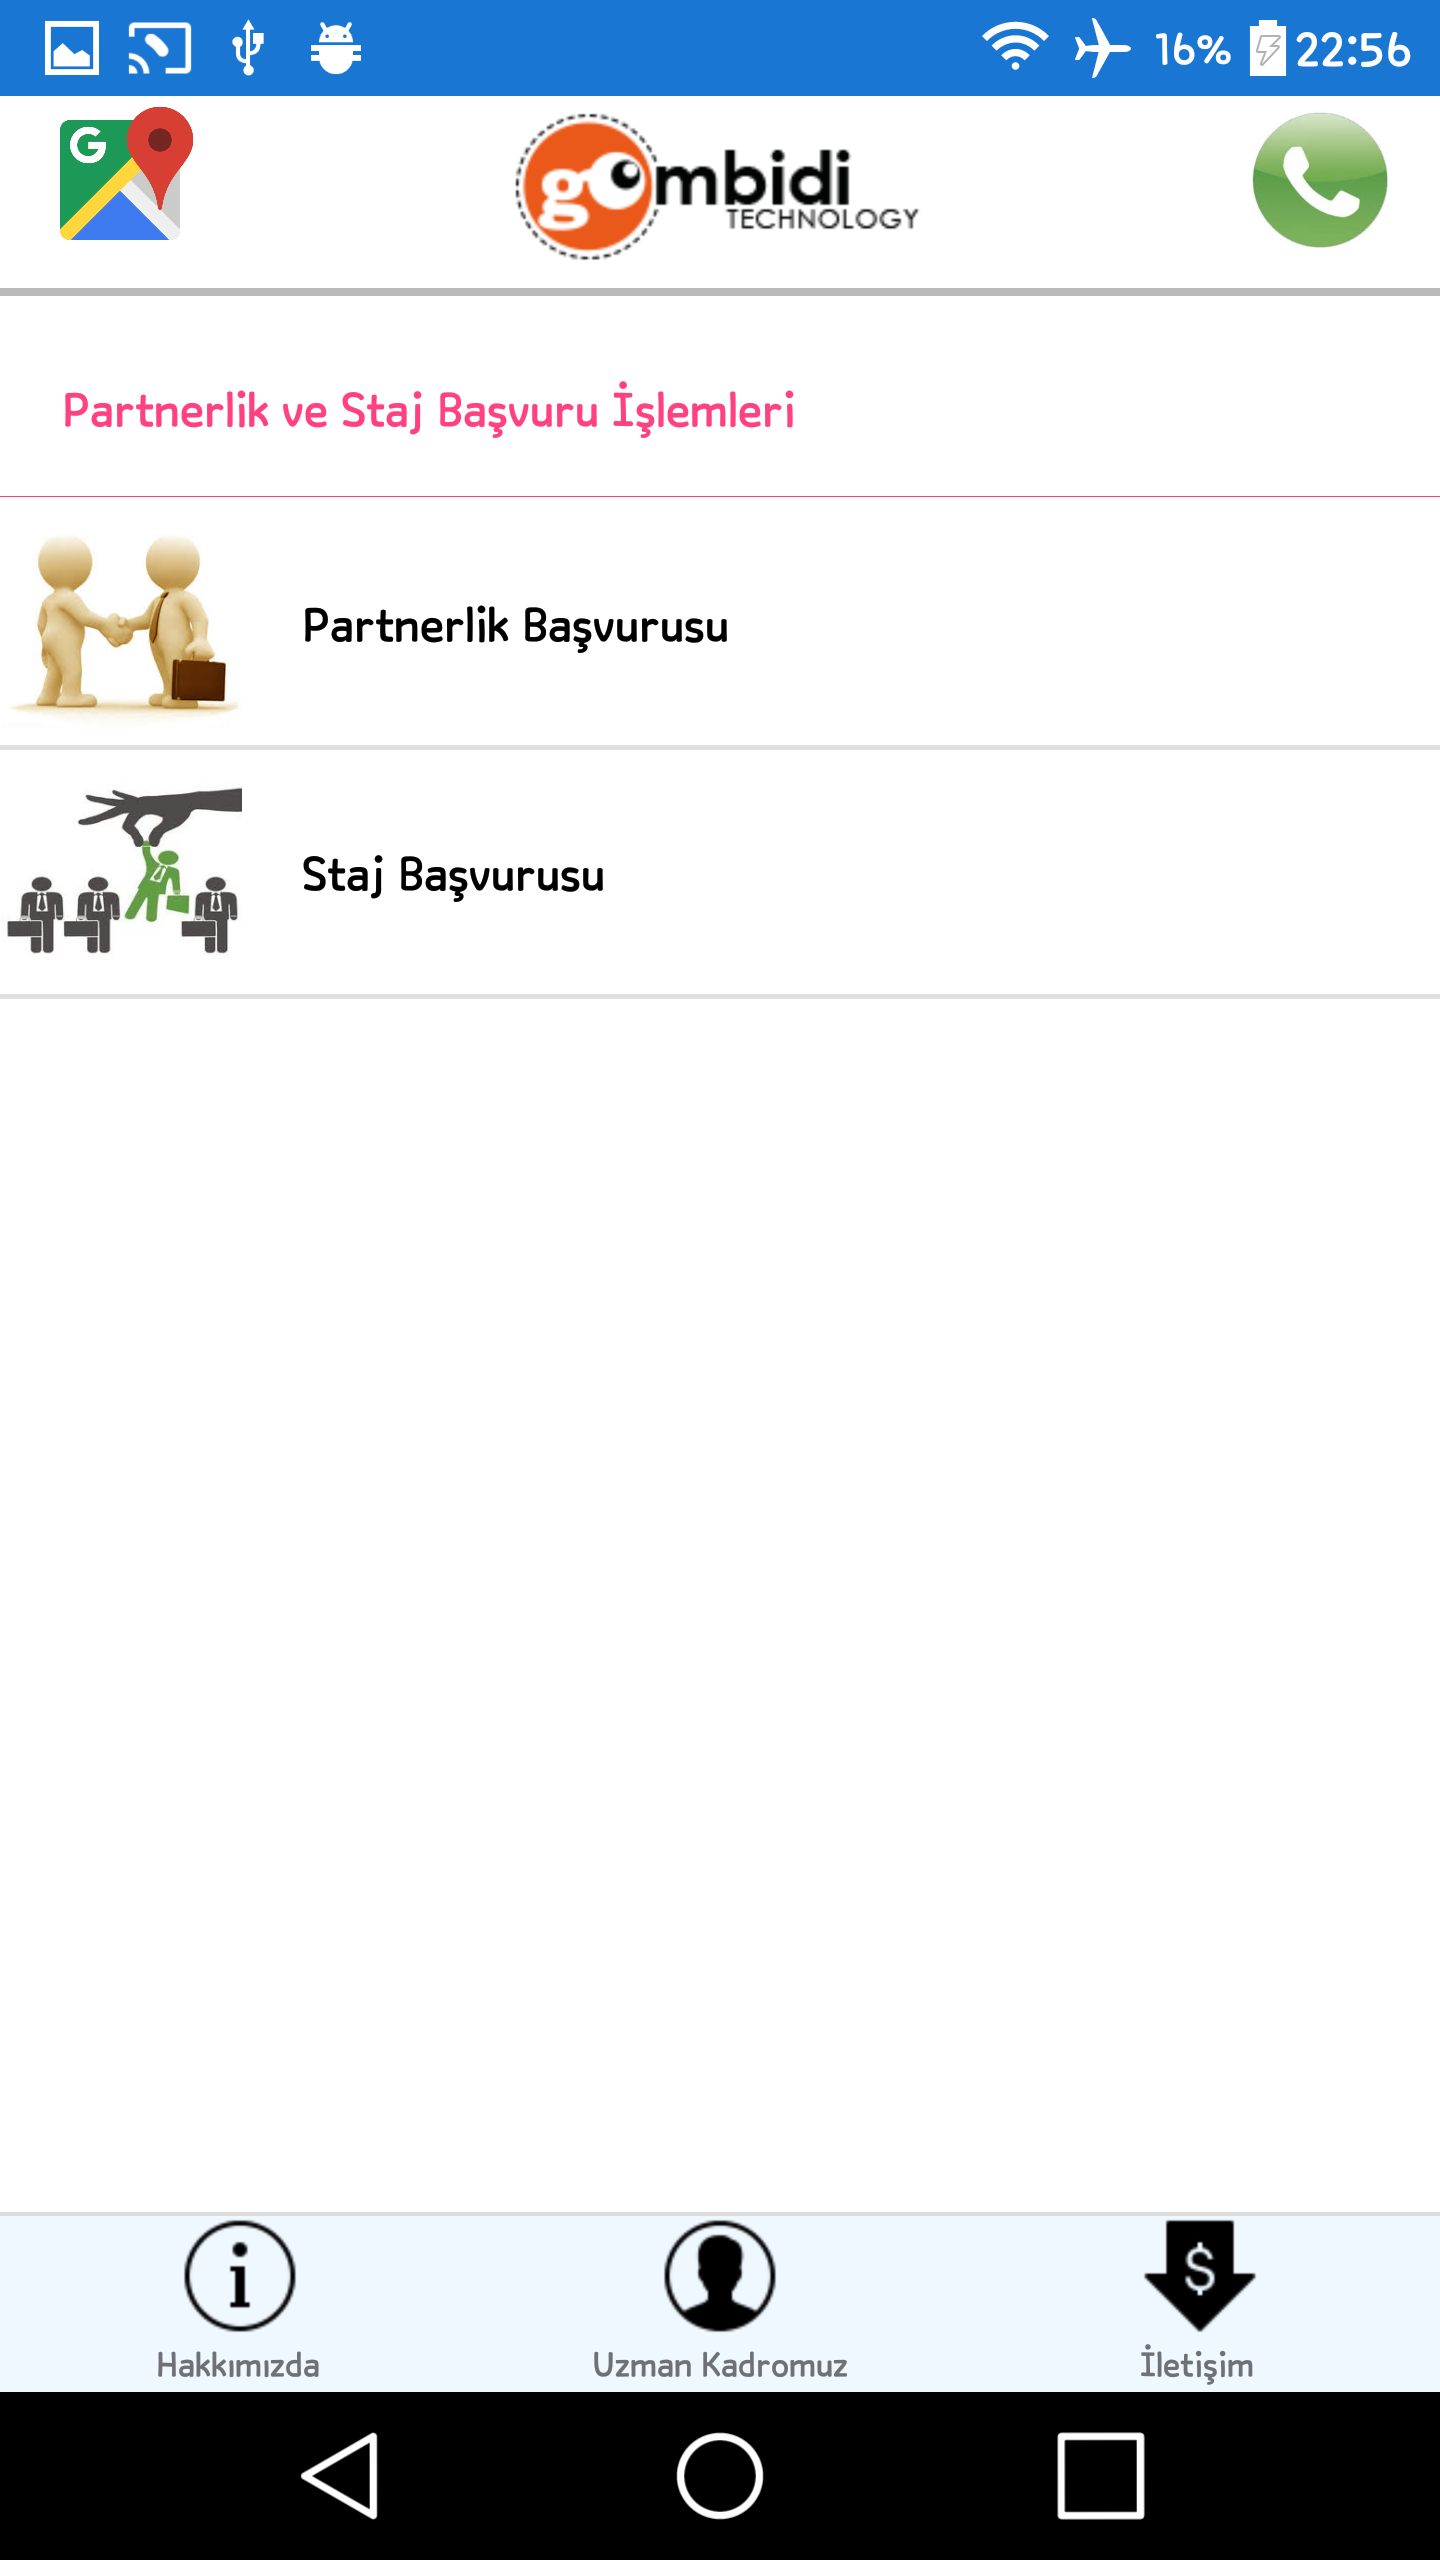 16% 22:56
gombidi
TECHNOLOGY
Partnerlik ve Staj Başvuru İşlemleri
Partnerlik Başvurusu
Staj Başvurusu
Hakkımızda Uzman Kadromuz İletişim